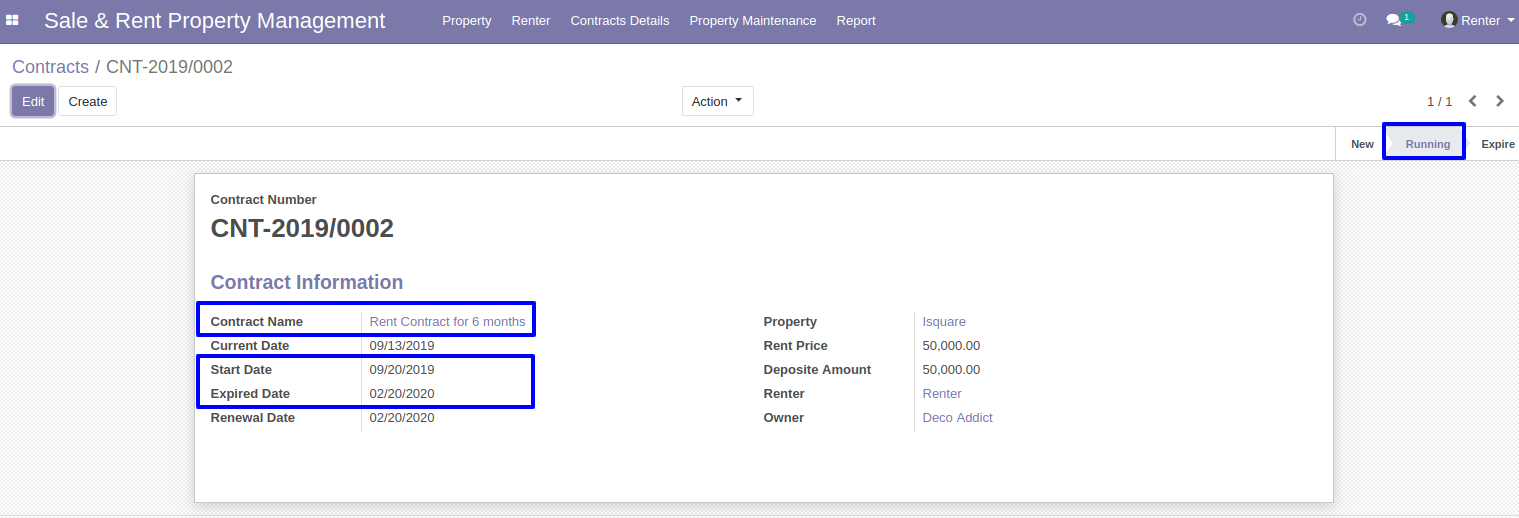 Sale & Rent Property Management Property Renter Contracts Details Property Maintenance Report 1 Renter
Contracts / CNT-2019/0002
Edit Create Action 1 / 1
New Running Expire
Contract Number
CNT-2019/0002
Contract Information
Contract Name Rent Contract for 6 months Property Isquare
Current Date 09/13/2019 Rent Price 50,000.00
Start Date 09/20/2019 Deposite Amount 50,000.00
Expired Date 02/20/2020 Renter Renter
Renewal Date 02/20/2020 Owner Deco Addict